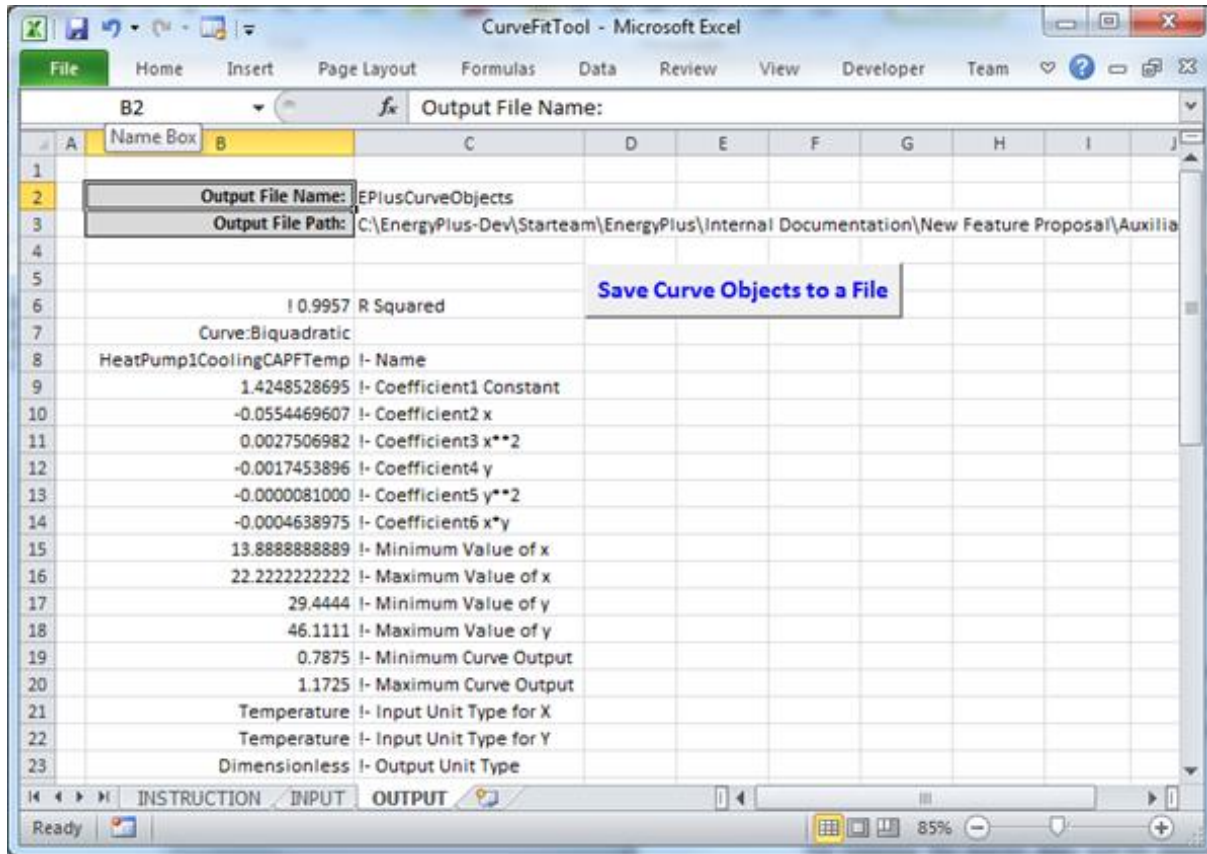 CurveFitTool - Microsoft Excel
File Home Insert Page Layout Formulas Data Review View Developer Team
B2 fx Output File Name:
Name Box
A B C D E F G H I J
1
2 Output File Name: EPlusCurveObjects
3 Output File Path: C:\EnergyPlus-Dev\Starteam\EnergyPlus\Internal Documentation\New Feature Proposal\Auxilia
4
5
Save Curve Objects to a File
6 ! 0.9957 R Squared
7 Curve:Biquadratic
8 HeatPump1CoolingCAPFTemp !- Name
9 1.4248528695 !- Coefficient1 Constant
10 -0.0554469607 !- Coefficient2 x
11 0.0027506982 !- Coefficient3 x**2
12 -0.0017453896 !- Coefficient4 y
13 -0.0000081000 !- Coefficient5 y**2
14 -0.0004638975 !- Coefficient6 x*y
15 13.8888888889 !- Minimum Value of x
16 22.2222222222 !- Maximum Value of x
17 29.4444 !- Minimum Value of y
18 46.1111 !- Maximum Value of y
19 0.7875 !- Minimum Curve Output
20 1.1725 !- Maximum Curve Output
21 Temperature !- Input Unit Type for X
22 Temperature !- Input Unit Type for Y
23 Dimensionless !- Output Unit Type
INSTRUCTION INPUT OUTPUT
Ready 85%